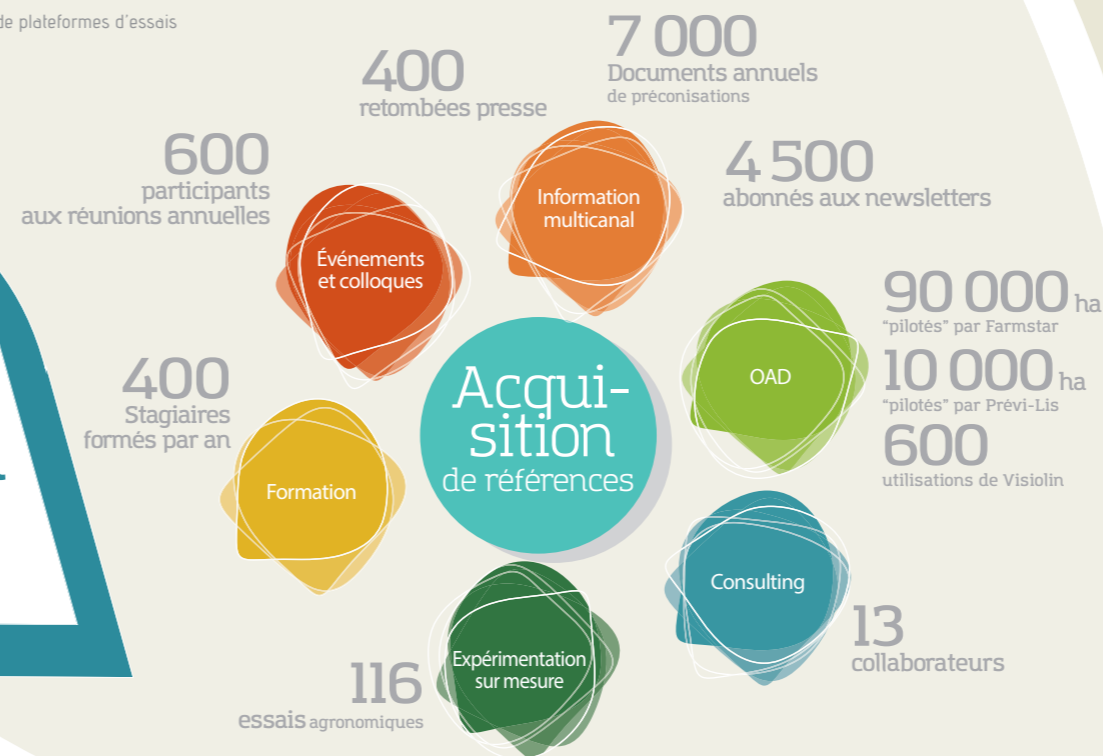 de plateformes d'essais
400
retombées presse
7 000
Documents annuels
de préconisations
600
participants
aux réunions annuelles
4 500
abonnés aux newsletters
Information
multicanal
Événements
et colloques
90 000 ha
"pilotés" par Farmstar
10 000 ha
"pilotés" par Prévi-Lis
600
utilisations de Visiolin
OAD
400
Stagiaires
formés par an
Acqui-
sition
de références
Formation
Consulting
13
collaborateurs
Expérimentation
sur mesure
116
essais agronomiques